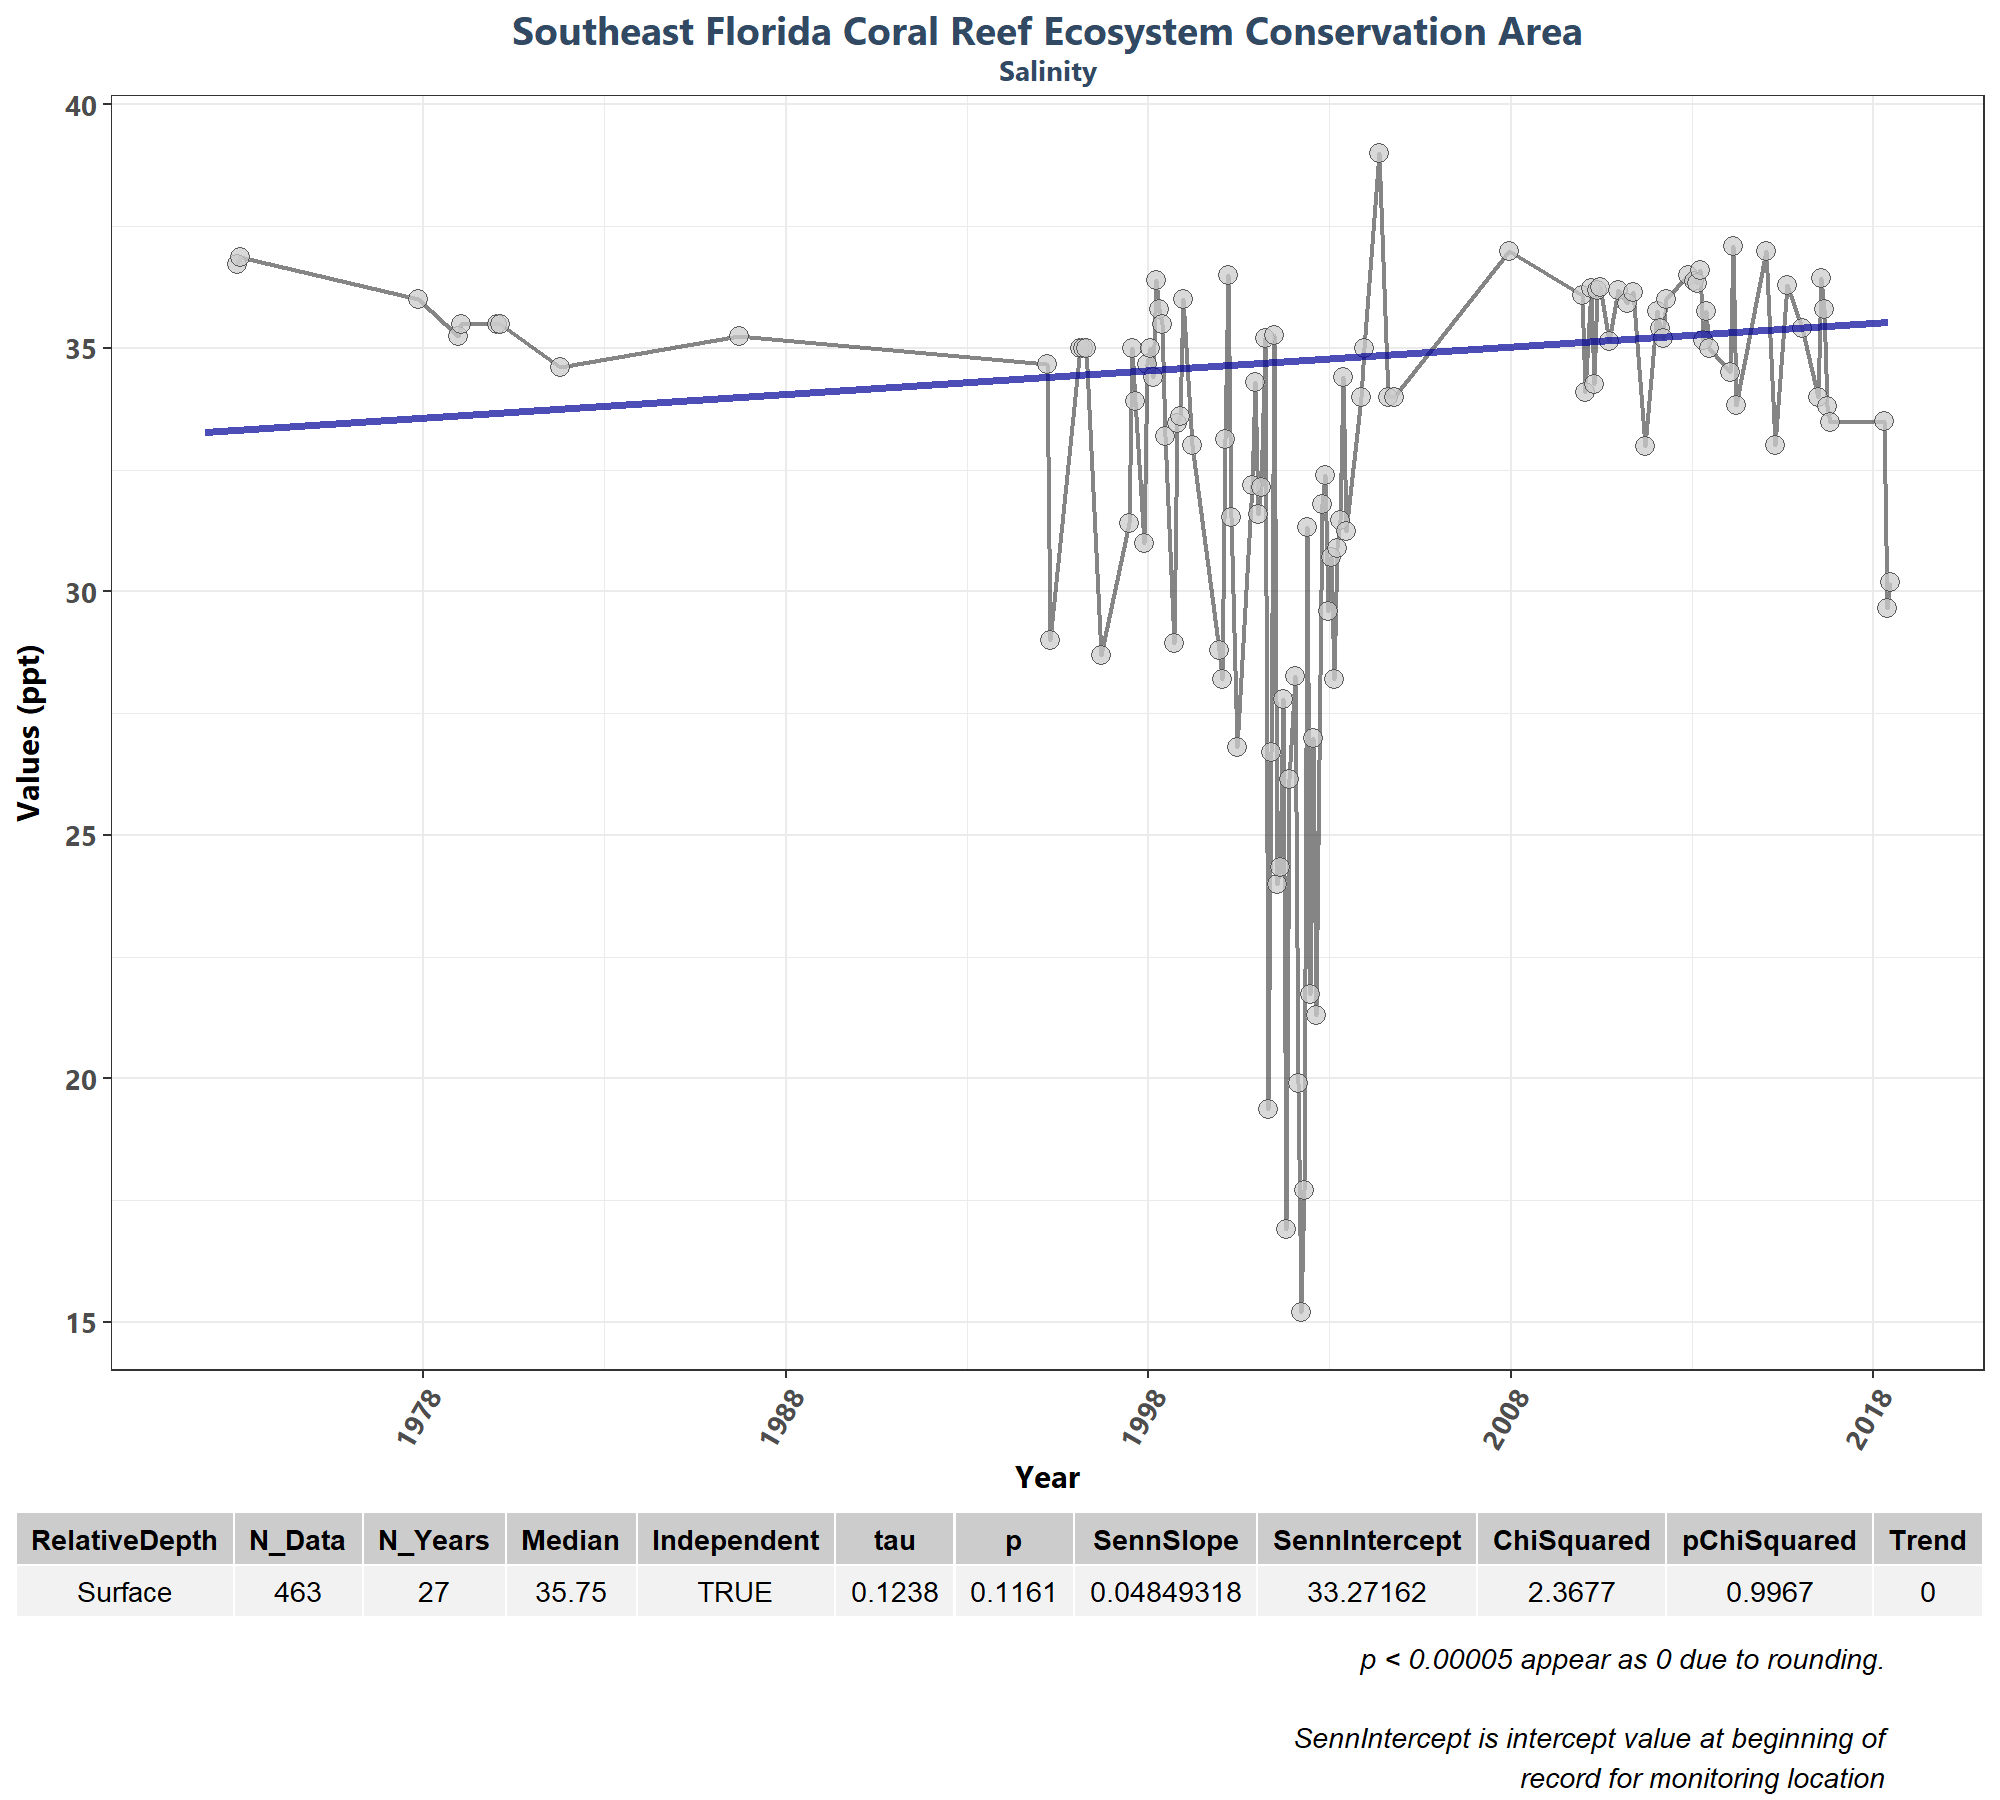 Southeast Florida Coral Reef Ecosystem Conservation Area
Salinity
40
35
30
25
20
15
Values (ppt)
1978 1988 1998 2008 2018
Year
RelativeDepth N_Data N_Years Median Independent tau p SennSlope SennIntercept ChiSquared pChiSquared Trend
Surface 463 27 35.75 TRUE 0.1238 0.1161 0.04849318 33.27162 2.3677 0.9967 0
p < 0.00005 appear as 0 due to rounding.
SennIntercept is intercept value at beginning of
record for monitoring location